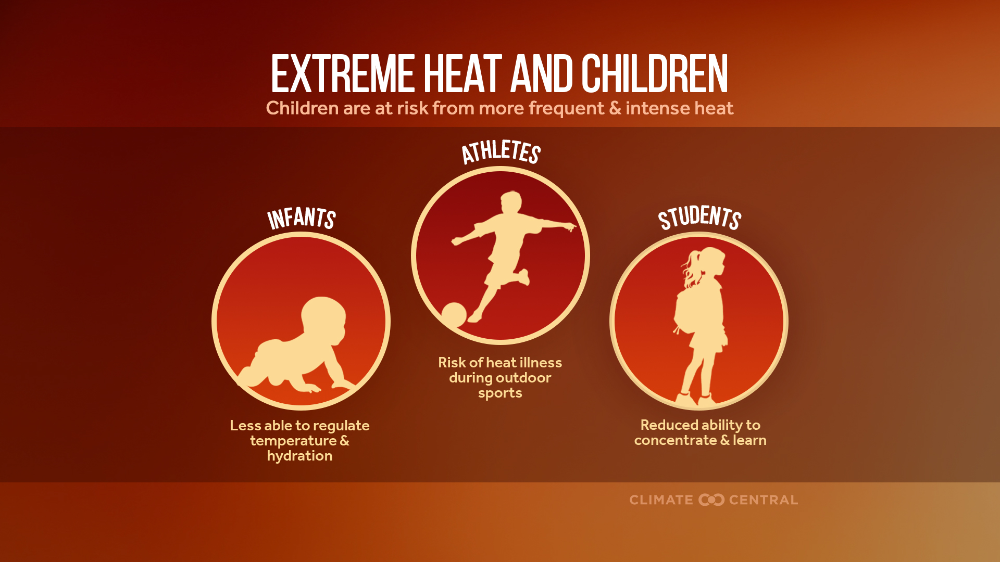 EXTREME HEAT AND CHILDREN
Children are at risk from more frequent & intense heat
INFANTS
Less able to regulate
temperature &
hydration
ATHLETES
Risk of heat illness
during outdoor
sports
STUDENTS
Reduced ability to
concentrate & learn
CLIMATE CENTRAL